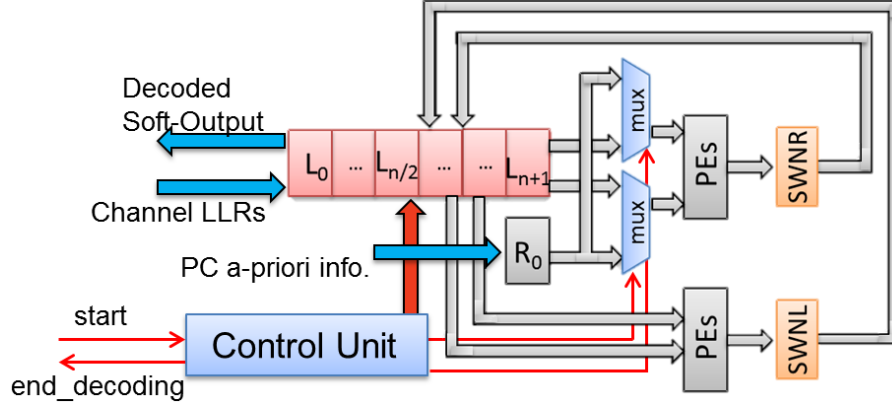 Decoded
Soft-Output
Channel LLRs
L0 ... Ln/2 ... ... Ln+1
mux
mux
PEs
SWNR
PC a-priori info.
R0
start
Control Unit
end_decoding
PEs
SWNL